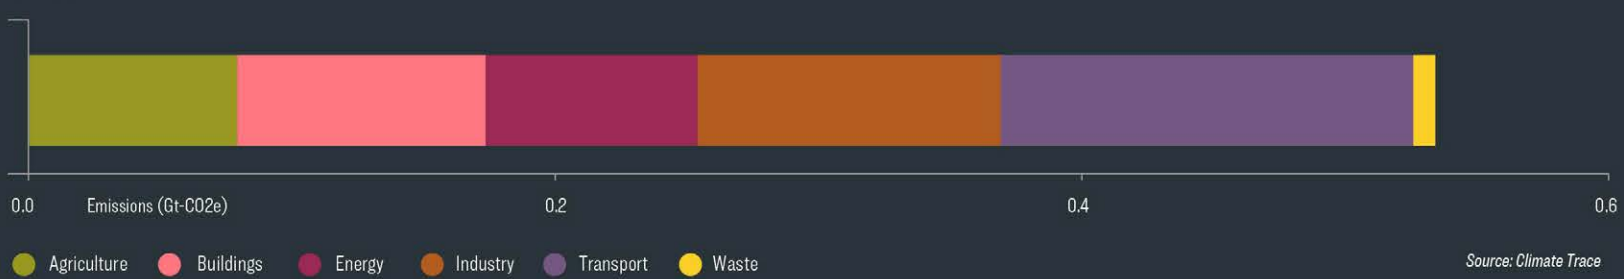 0.0 Emissions (Gt-CO2e) 0.2 0.4 0.6
Agriculture Buildings Energy Industry Transport Waste
Source: Climate Trace